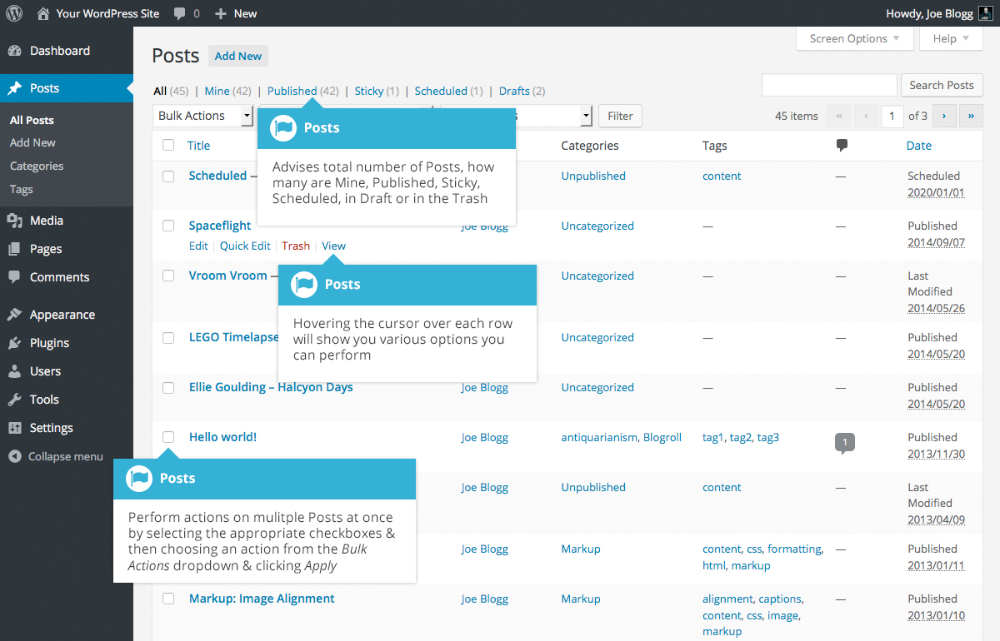 Your WordPress Site 0 New Howdy, Joe Blogg
Screen Options Help
Dashboard
Posts
All Posts
Add New
Categories
Tags
Media
Pages
Comments
Appearance
Plugins
Users
Tools
Settings
Collapse menu
Posts Add New
All (45) | Mine (42) | Published (42) | Sticky (1) | Scheduled (1) | Drafts (2) Search Posts
Bulk Actions Filter 45 items « ‹ 1 of 3 › »
Posts
Advises total number of Posts, how
many are Mine, Published, Sticky,
Scheduled, in Draft or in the Trash
Title Categories Tags Date
Scheduled — Unpublished content — Scheduled
2020/01/01
Spaceflight Joe Blogg Uncategorized — — Published
Edit | Quick Edit | Trash | View 2014/09/07
Posts
Hovering the cursor over each row
will show you various options you
can perform
Vroom Vroom — Uncategorized — — Last
Modified
2014/05/26
LEGO Timelapse Uncategorized — — Published
2014/05/20
Ellie Goulding – Halcyon Days Joe Blogg Uncategorized — — Published
2014/05/20
Hello world! Joe Blogg antiquarianism, Blogroll tag1, tag2, tag3 1 Published
2013/11/30
Posts
Perform actions on mulitple Posts at once
by selecting the appropriate checkboxes &
then choosing an action from the Bulk
Actions dropdown & clicking Apply
Joe Blogg Unpublished content — Last
Modified
2013/04/09
Joe Blogg Markup content, css, formatting, — Published
html, markup 2013/01/11
Markup: Image Alignment Joe Blogg Markup alignment, captions, — Published
content, css, image, 2013/01/10
markup